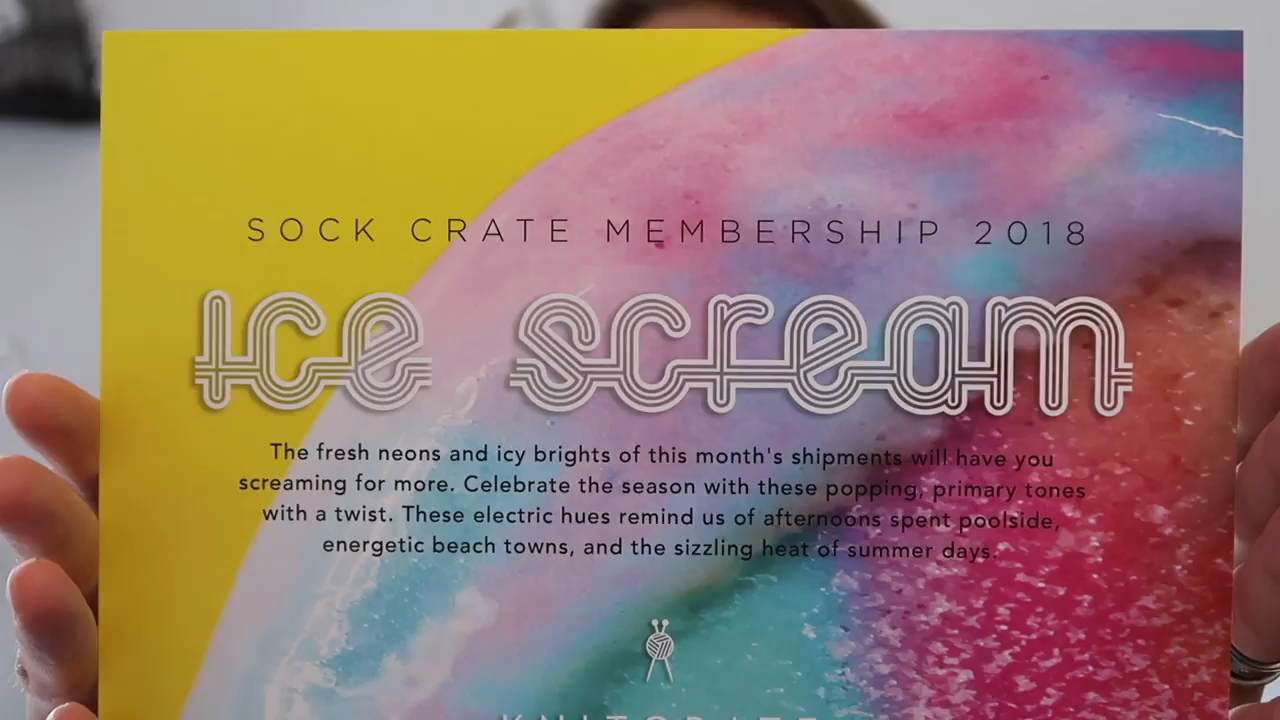 SOCK CRATE MEMBERSHIP 2018
Ice scream
The fresh neons and icy brights of this month's shipments will have you
screaming for more. Celebrate the season with these popping, primary tones
with a twist. These electric hues remind us of afternoons spent poolside,
energetic beach towns, and the sizzling heat of summer days.
KNITCRATE